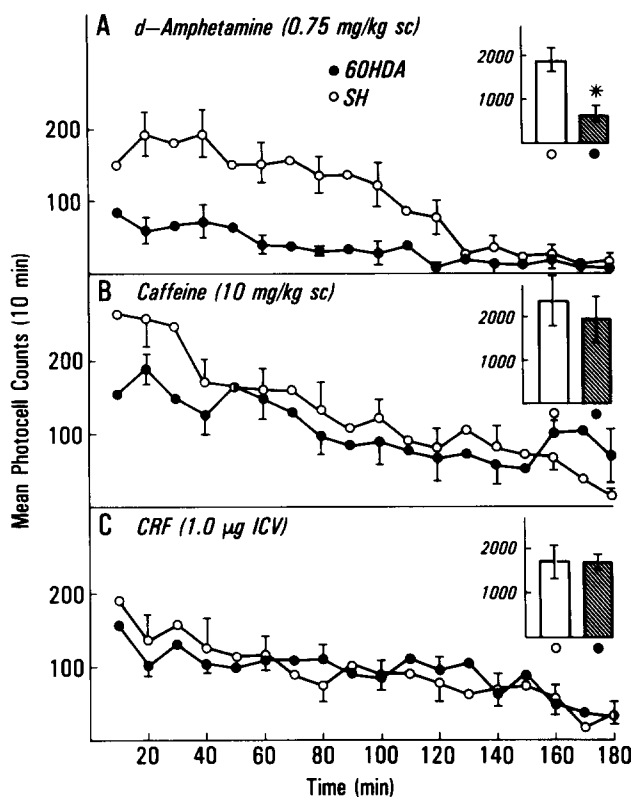 A
d–Amphetamine (0.75 mg/kg sc)
● 6OHDA
○ SH
2000
1000
*
200
100
B
Caffeine (10 mg/kg sc)
2000
1000
200
100
C
CRF (1.0 µg ICV)
2000
1000
200
100
20 40 60 80 100 120 140 160 180
Time (min)
Mean Photocell Counts (10 min)